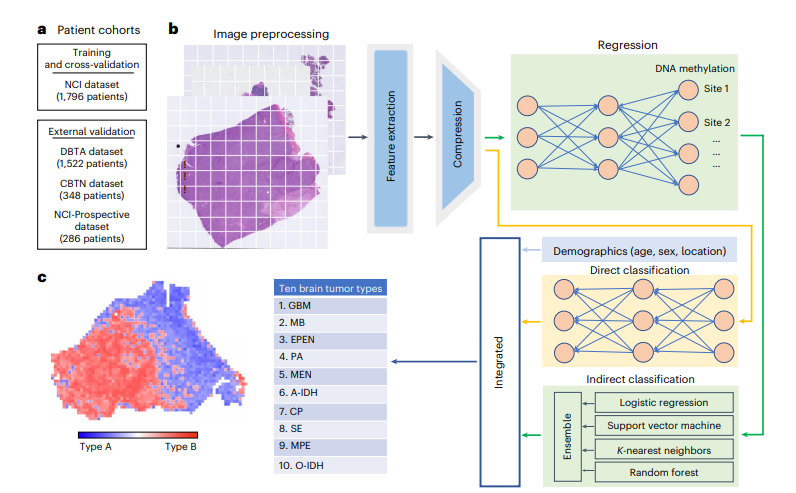 a Patient cohorts
Training
and cross-validation
NCI dataset
(1,796 patients)
External validation
DBTA dataset
(1,522 patients)
CBTN dataset
(348 patients)
NCI-Prospective
dataset
(286 patients)
b
Image preprocessing
Feature extraction
Compression
Regression
DNA methylation
Site 1
Site 2
...
...
...
Demographics (age, sex, location)
Direct classification
Integrated
Indirect classification
Ensemble
Logistic regression
Support vector machine
K-nearest neighbors
Random forest
c
Type A
Type B
Ten brain tumor types
1. GBM
2. MB
3. EPEN
4. PA
5. MEN
6. A-IDH
7. CP
8. SE
9. MPE
10. O-IDH